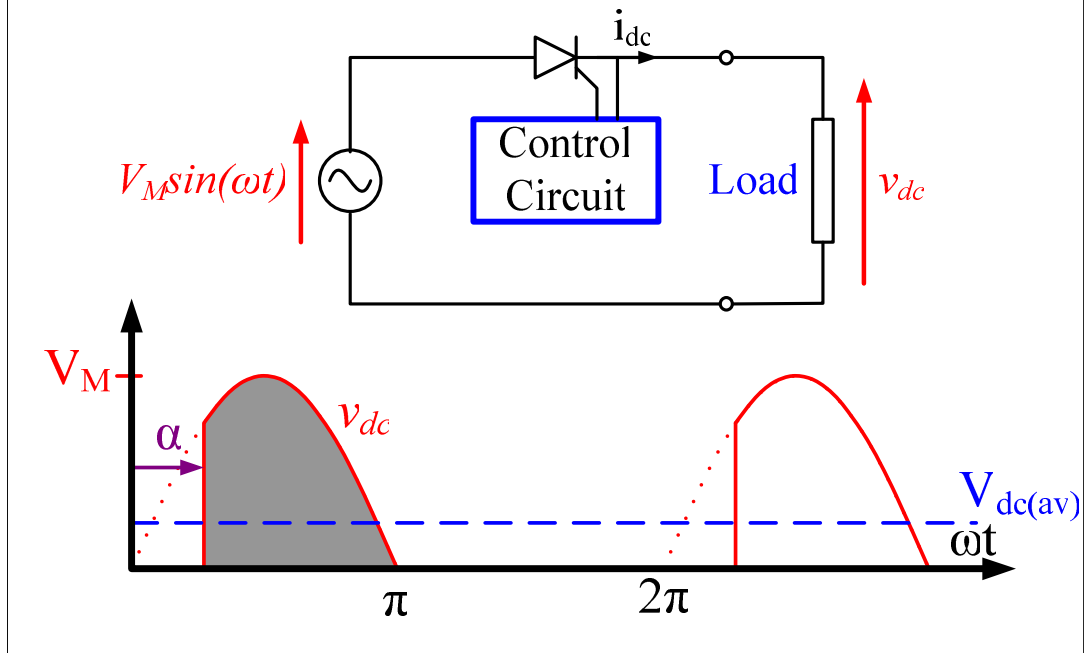 i_dc
Control
Circuit
V_M sin(ωt)
Load
v_dc
V_M
α
v_dc
V_dc(av)
ωt
π
2π